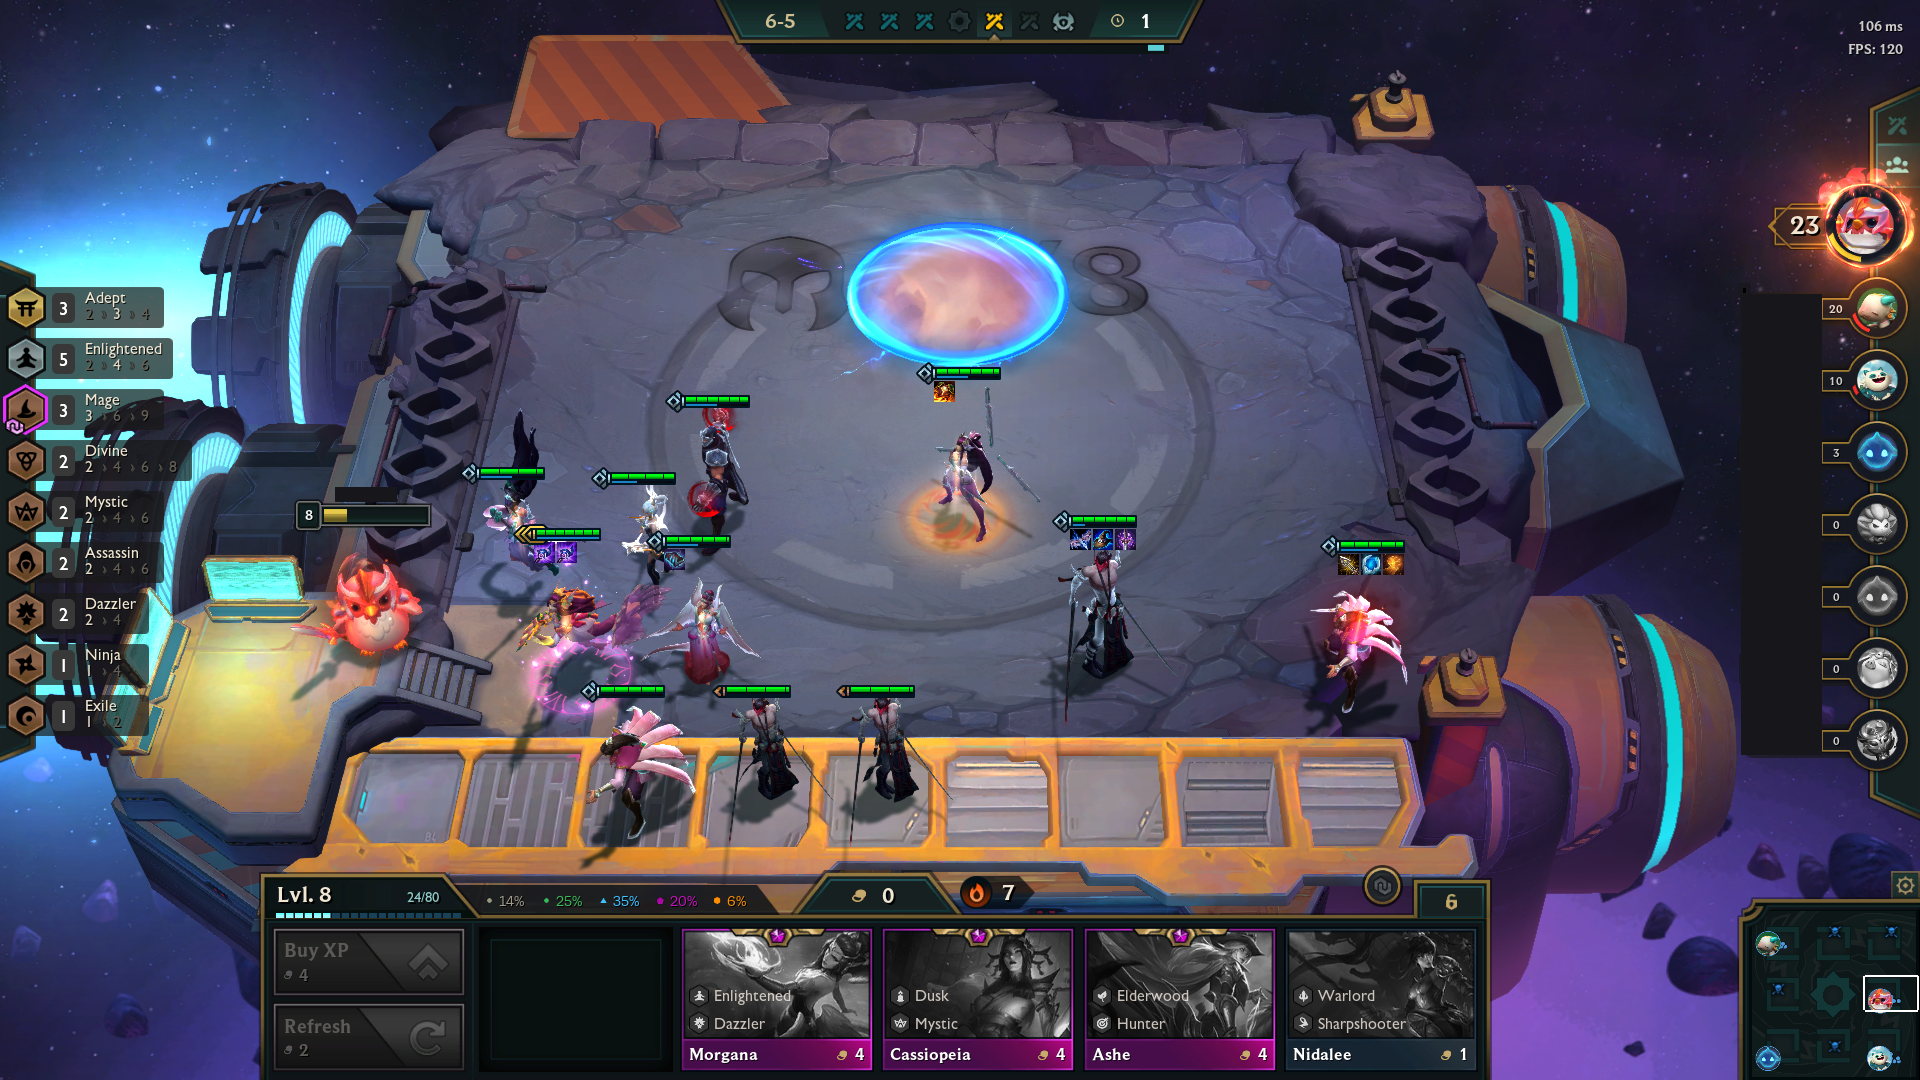 6-5
1
106 ms
FPS: 120
23
20
10
3
0
0
0
0
3
Adept
2 › 3 › 4
5
Enlightened
2 › 4 › 6
3
Mage
3 › 6 › 9
2
Divine
2 › 4 › 6 › 8
2
Mystic
2 › 4 › 6
2
Assassin
2 › 4 › 6
2
Dazzler
2 › 4
1
Ninja
1 › 4
1
Exile
1 › 2
8
8
Lvl. 8
24/80
14%
25%
35%
20%
6%
0
7
6
Buy XP
4
Refresh
2
Enlightened
Dazzler
Morgana 4
Dusk
Mystic
Cassiopeia 4
Elderwood
Hunter
Ashe 4
Warlord
Sharpshooter
Nidalee 1